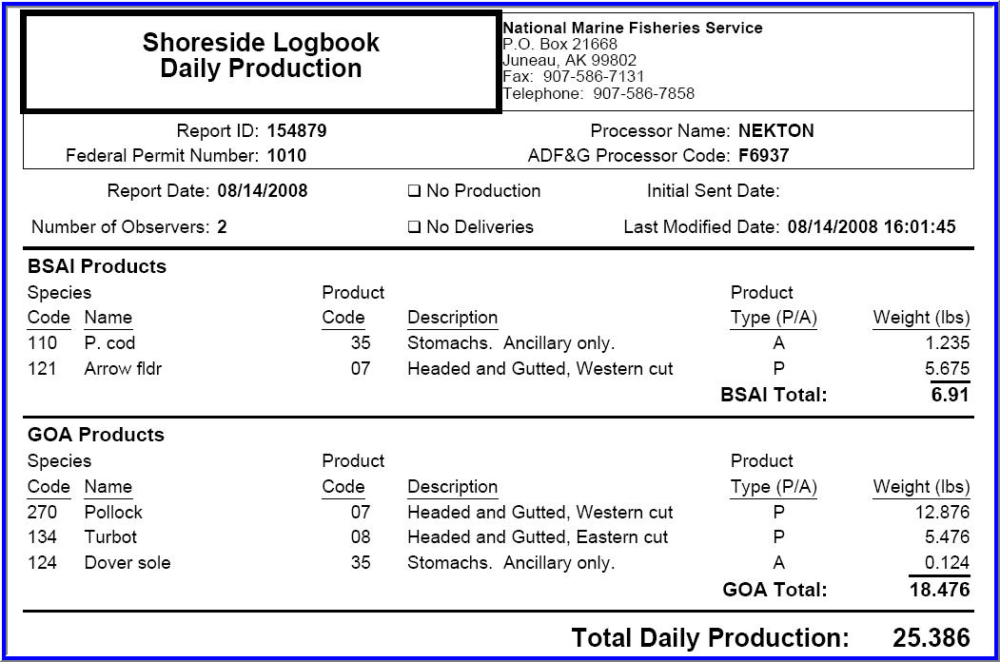 Shoreside Logbook
Daily Production
National Marine Fisheries Service
P.O. Box 21668
Juneau, AK 99802
Fax: 907-586-7131
Telephone: 907-586-7858
Report ID: 154879 Processor Name: NEKTON
Federal Permit Number: 1010 ADF&G Processor Code: F6937
Report Date: 08/14/2008 ❑ No Production Initial Sent Date:
Number of Observers: 2 ❑ No Deliveries Last Modified Date: 08/14/2008 16:01:45
BSAI Products
Species Product Product
Code Name Code Description Type (P/A) Weight (lbs)
110 P. cod 35 Stomachs. Ancillary only. A 1.235
121 Arrow fldr 07 Headed and Gutted, Western cut P 5.675
BSAI Total: 6.91
GOA Products
Species Product Product
Code Name Code Description Type (P/A) Weight (lbs)
270 Pollock 07 Headed and Gutted, Western cut P 12.876
134 Turbot 08 Headed and Gutted, Eastern cut P 5.476
124 Dover sole 35 Stomachs. Ancillary only. A 0.124
GOA Total: 18.476
Total Daily Production: 25.386